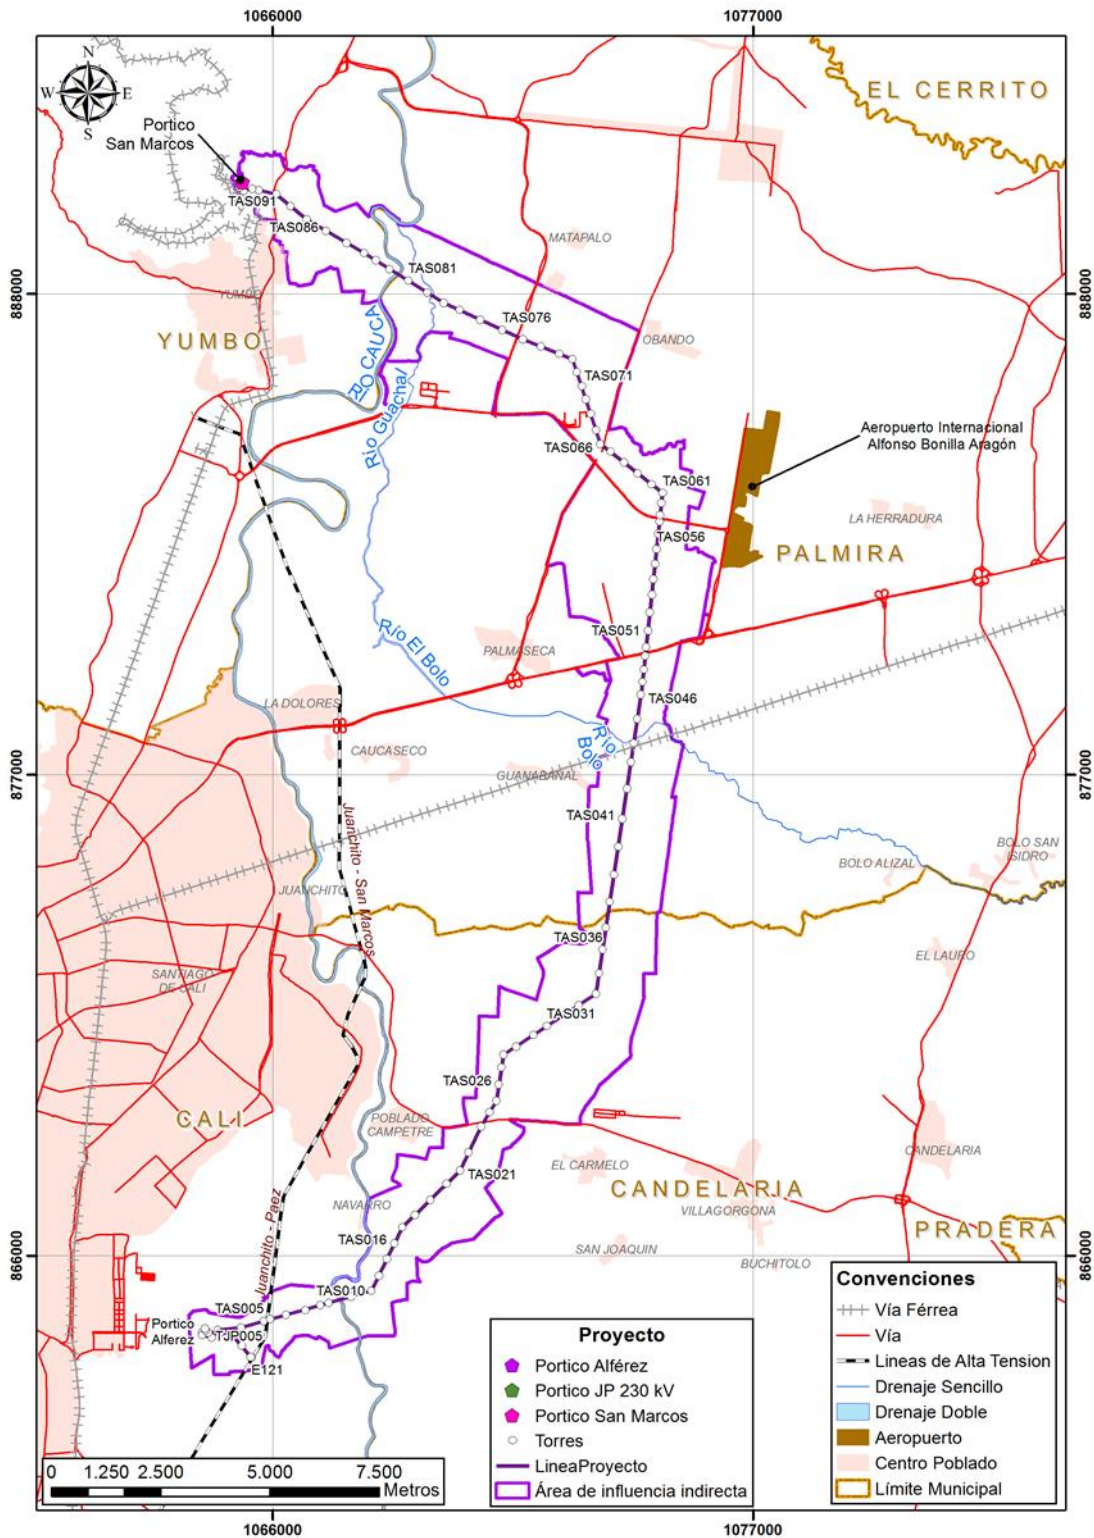 1066000
1077000
N
W
E
S
EL CERRITO
Portico
San Marcos
TAS091
TAS086
MATAPALO
TAS081
888000
888000
YUMBO
TAS076
YUMBO
RIO CAUCA
OBANDO
TAS071
Rio Guachal
Aeropuerto Internacional
Alfonso Bonilla Aragón
TAS066
TAS061
LA HERRADURA
TAS056
PALMIRA
Río El Bolo
TAS051
PALMASECA
TAS046
LA DOLORES
Río
Bolo
CAUCASECO
GUANABANAL
877000
877000
Juanchito - San Marcos
TAS041
BOLO SAN
ISIDRO
BOLO ALIZAL
JUANCHITO
TAS036
EL LAURO
SANTIAGO
DE CALI
TAS031
TAS026
CALI
POBLADO
CAMPETRE
CANDELARIA
EL CARMELO
TAS021
CANDELARIA
NAVARRO
VILLAGORGONA
Juanchito - Paez
PRADERA
TAS016
SAN JOAQUIN
866000
866000
BUCHITOLO
TAS010
TAS005
Portico
Alferez
TJP005
E121
Proyecto
Portico Alférez
Portico JP 230 kV
Portico San Marcos
Torres
LineaProyecto
Área de influencia indirecta
Convenciones
Vía Férrea
Vía
Lineas de Alta Tension
Drenaje Sencillo
Drenaje Doble
Aeropuerto
Centro Poblado
Límite Municipal
0 1.250 2.500 5.000 7.500
Metros
1066000
1077000